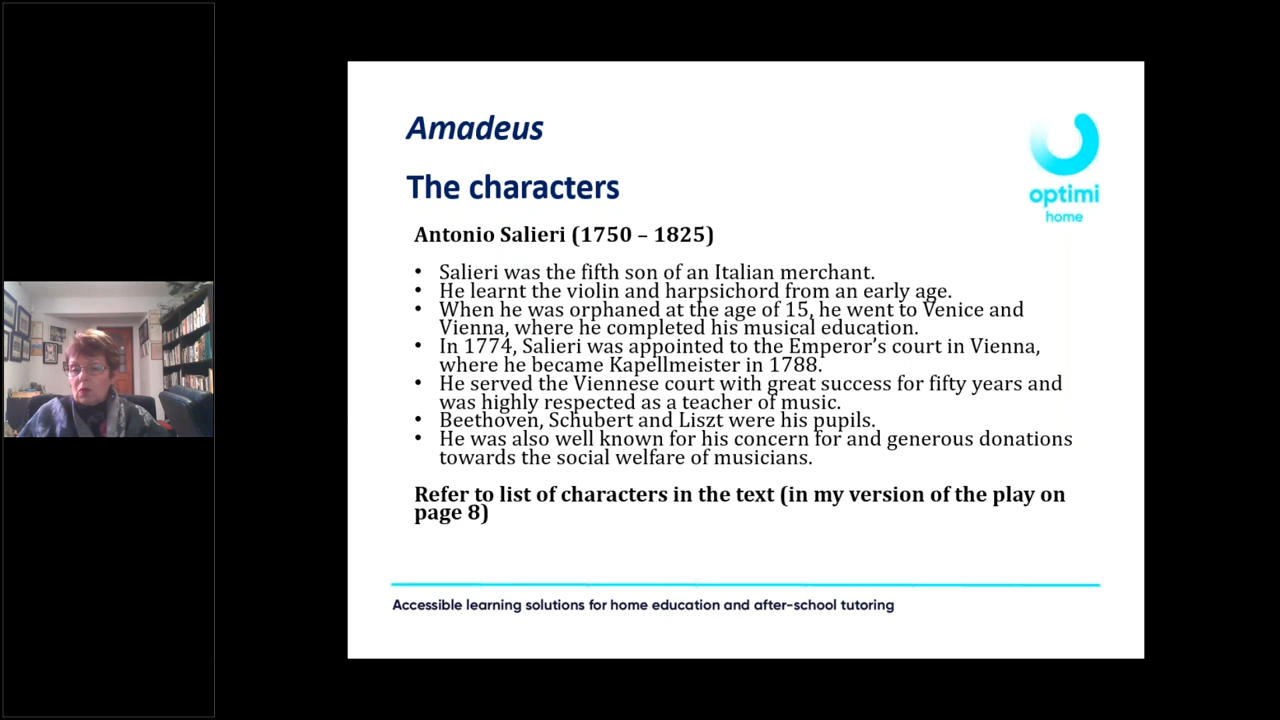 Amadeus
The characters
optimi
home
Antonio Salieri (1750 – 1825)
• Salieri was the fifth son of an Italian merchant.
• He learnt the violin and harpsichord from an early age.
• When he was orphaned at the age of 15, he went to Venice and
Vienna, where he completed his musical education.
• In 1774, Salieri was appointed to the Emperor’s court in Vienna,
where he became Kapellmeister in 1788.
• He served the Viennese court with great success for fifty years and
was highly respected as a teacher of music.
• Beethoven, Schubert and Liszt were his pupils.
• He was also well known for his concern for and generous donations
towards the social welfare of musicians.
Refer to list of characters in the text (in my version of the play on
page 8)
Accessible learning solutions for home education and after-school tutoring